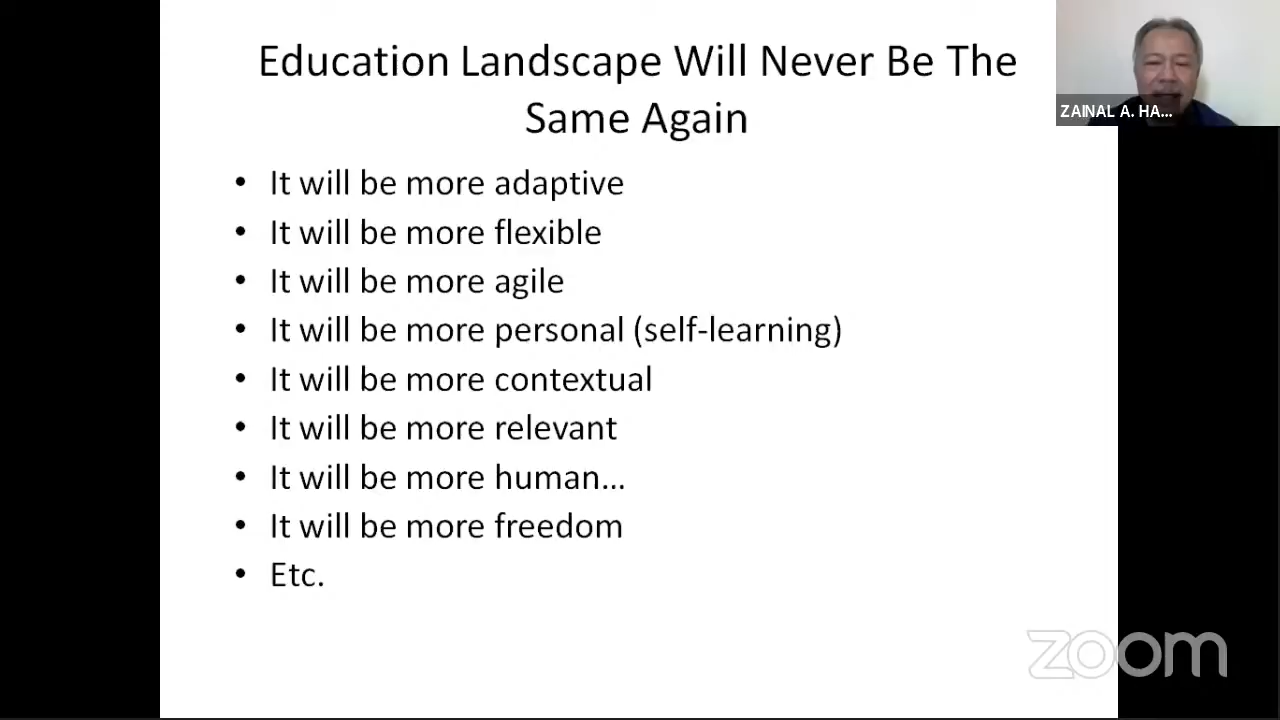 Education Landscape Will Never Be The
Same Again
ZAINAL A. HA...
• It will be more adaptive
• It will be more flexible
• It will be more agile
• It will be more personal (self-learning)
• It will be more contextual
• It will be more relevant
• It will be more human...
• It will be more freedom
• Etc.
zoom